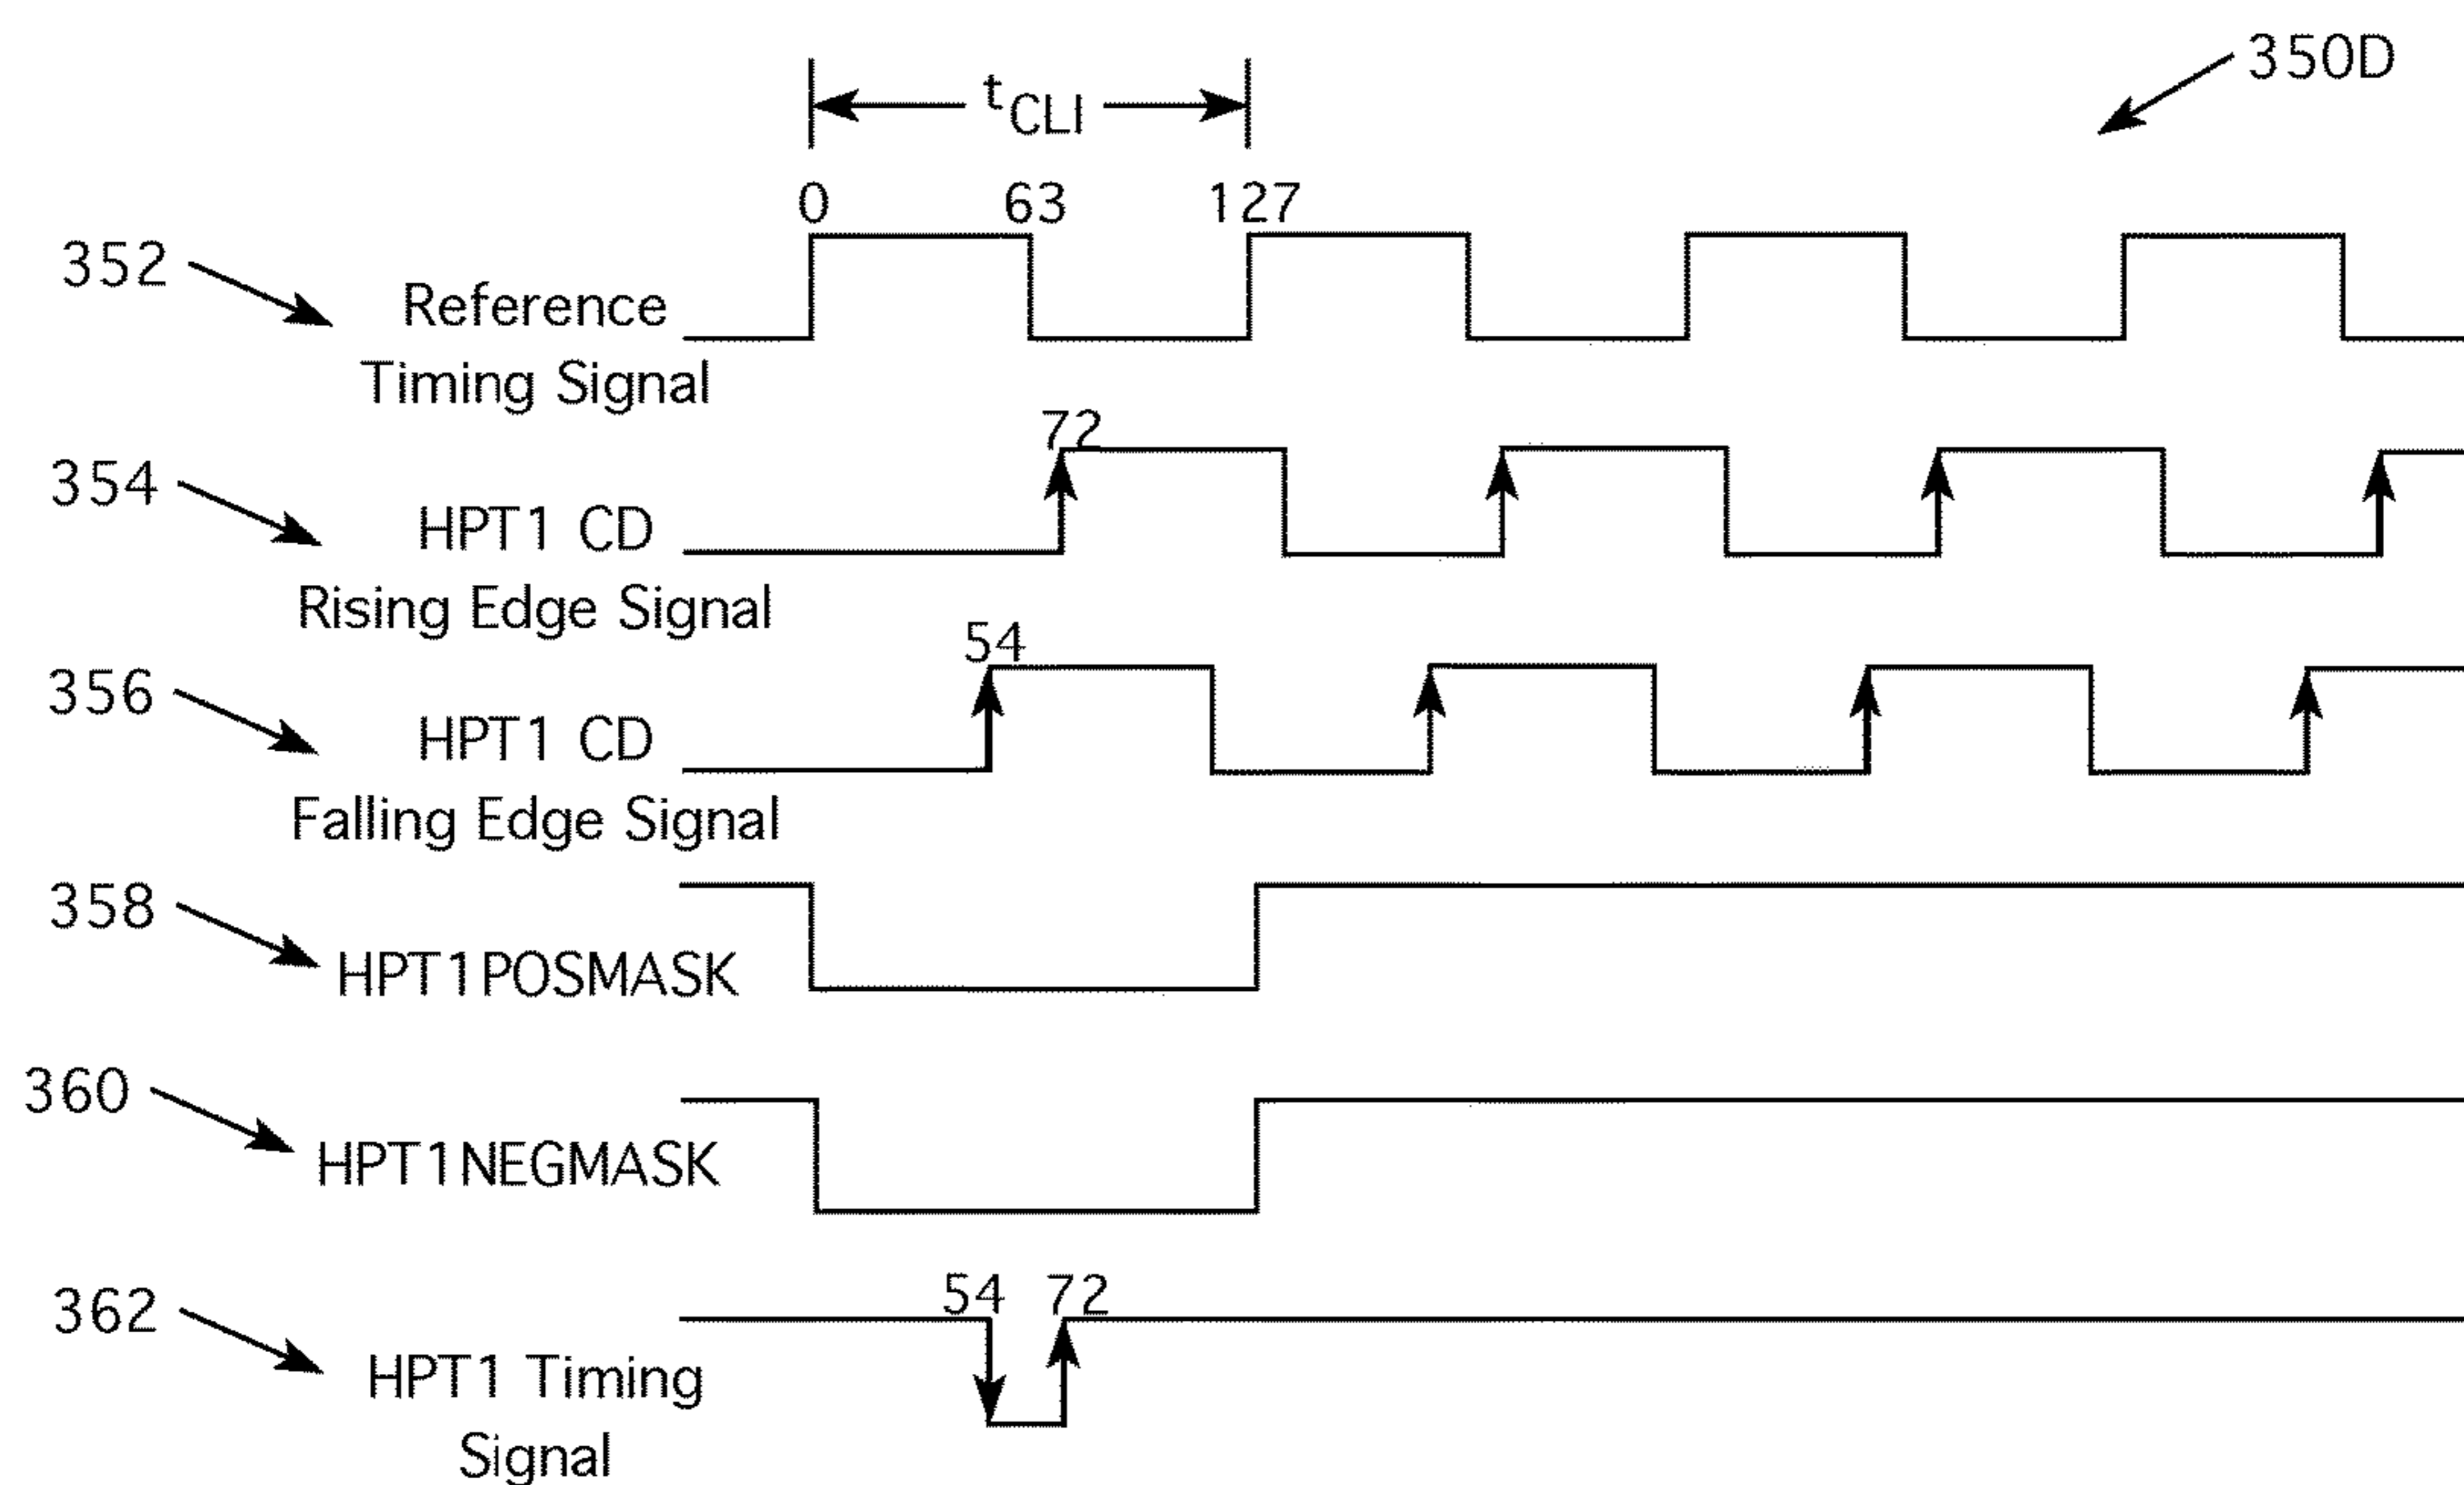 350D
tCLI
0 63 127
352
Reference
Timing Signal
72
354
HPT1 CD
Rising Edge Signal
54
356
HPT1 CD
Falling Edge Signal
358
HPT1POSMASK
360
HPT1NEGMASK
54 72
362
HPT1 Timing
Signal